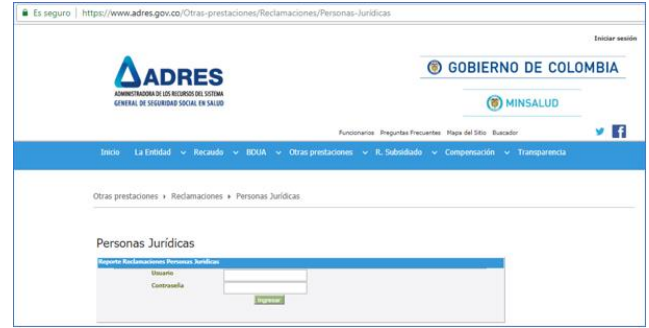 Es seguro | https://www.adres.gov.co/Otras-prestaciones/Reclamaciones/Personas-Juridicas
Iniciar sesión
ADRES
ADMINISTRADORA DE LOS RECURSOS DEL SISTEMA
GENERAL DE SEGURIDAD SOCIAL EN SALUD
GOBIERNO DE COLOMBIA
MINSALUD
Funcionarios Preguntas Frecuentes Mapa del Sitio Buscador
Inicio La Entidad Recaudo BDUA Otras prestaciones R. Subsidiado Compensación Transparencia
Otras prestaciones › Reclamaciones › Personas Jurídicas
Personas Jurídicas
Reporte Reclamaciones Personas Juridicas
Usuario
Contraseña
Ingresar